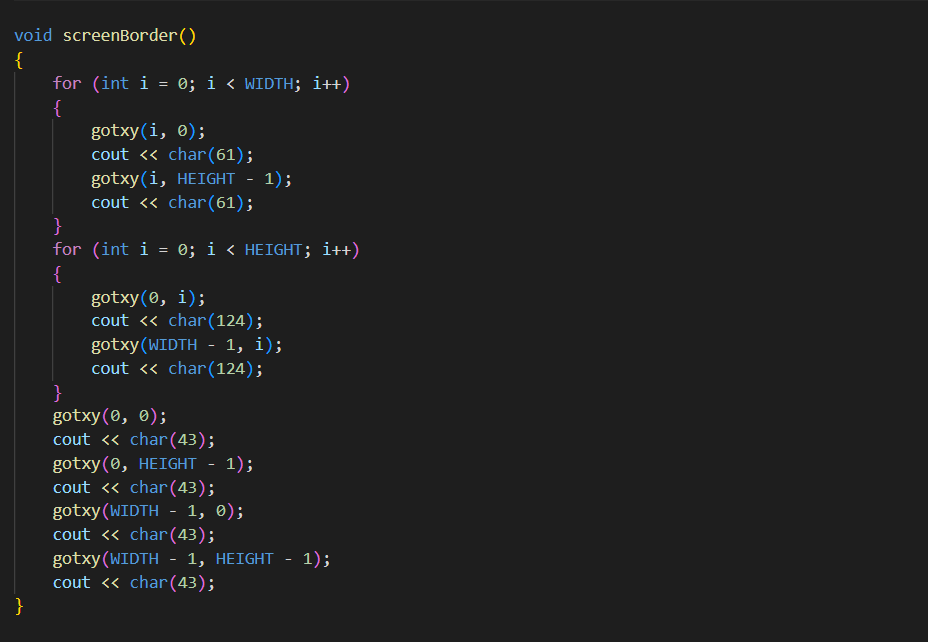 void screenBorder()
{
    for (int i = 0; i < WIDTH; i++)
    {
        gotxy(i, 0);
        cout << char(61);
        gotxy(i, HEIGHT - 1);
        cout << char(61);
    }
    for (int i = 0; i < HEIGHT; i++)
    {
        gotxy(0, i);
        cout << char(124);
        gotxy(WIDTH - 1, i);
        cout << char(124);
    }
    gotxy(0, 0);
    cout << char(43);
    gotxy(0, HEIGHT - 1);
    cout << char(43);
    gotxy(WIDTH - 1, 0);
    cout << char(43);
    gotxy(WIDTH - 1, HEIGHT - 1);
    cout << char(43);
}